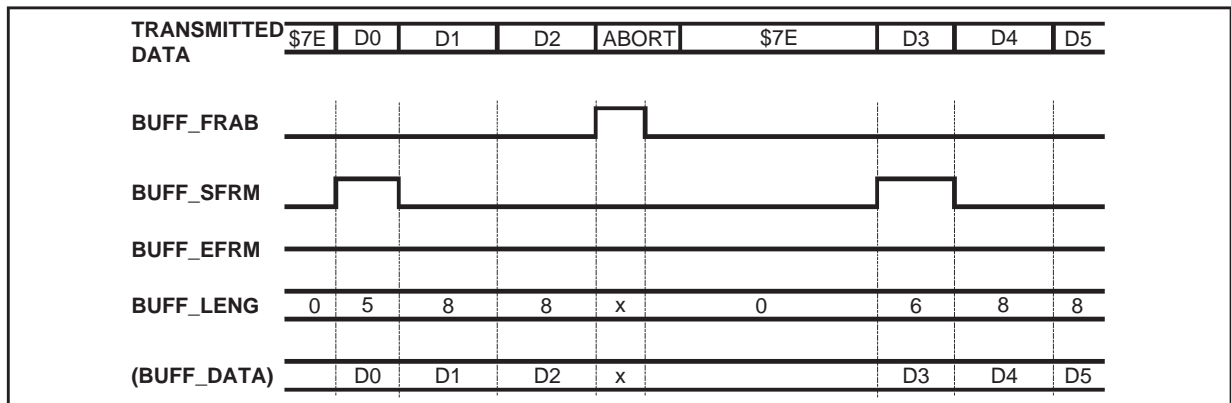 TRANSMITTED DATA $7E D0 D1 D2 ABORT $7E D3 D4 D5
BUFF_FRAB
BUFF_SFRM
BUFF_EFRM
BUFF_LENG 0 5 8 8 x 0 6 8 8
(BUFF_DATA) D0 D1 D2 x D3 D4 D5